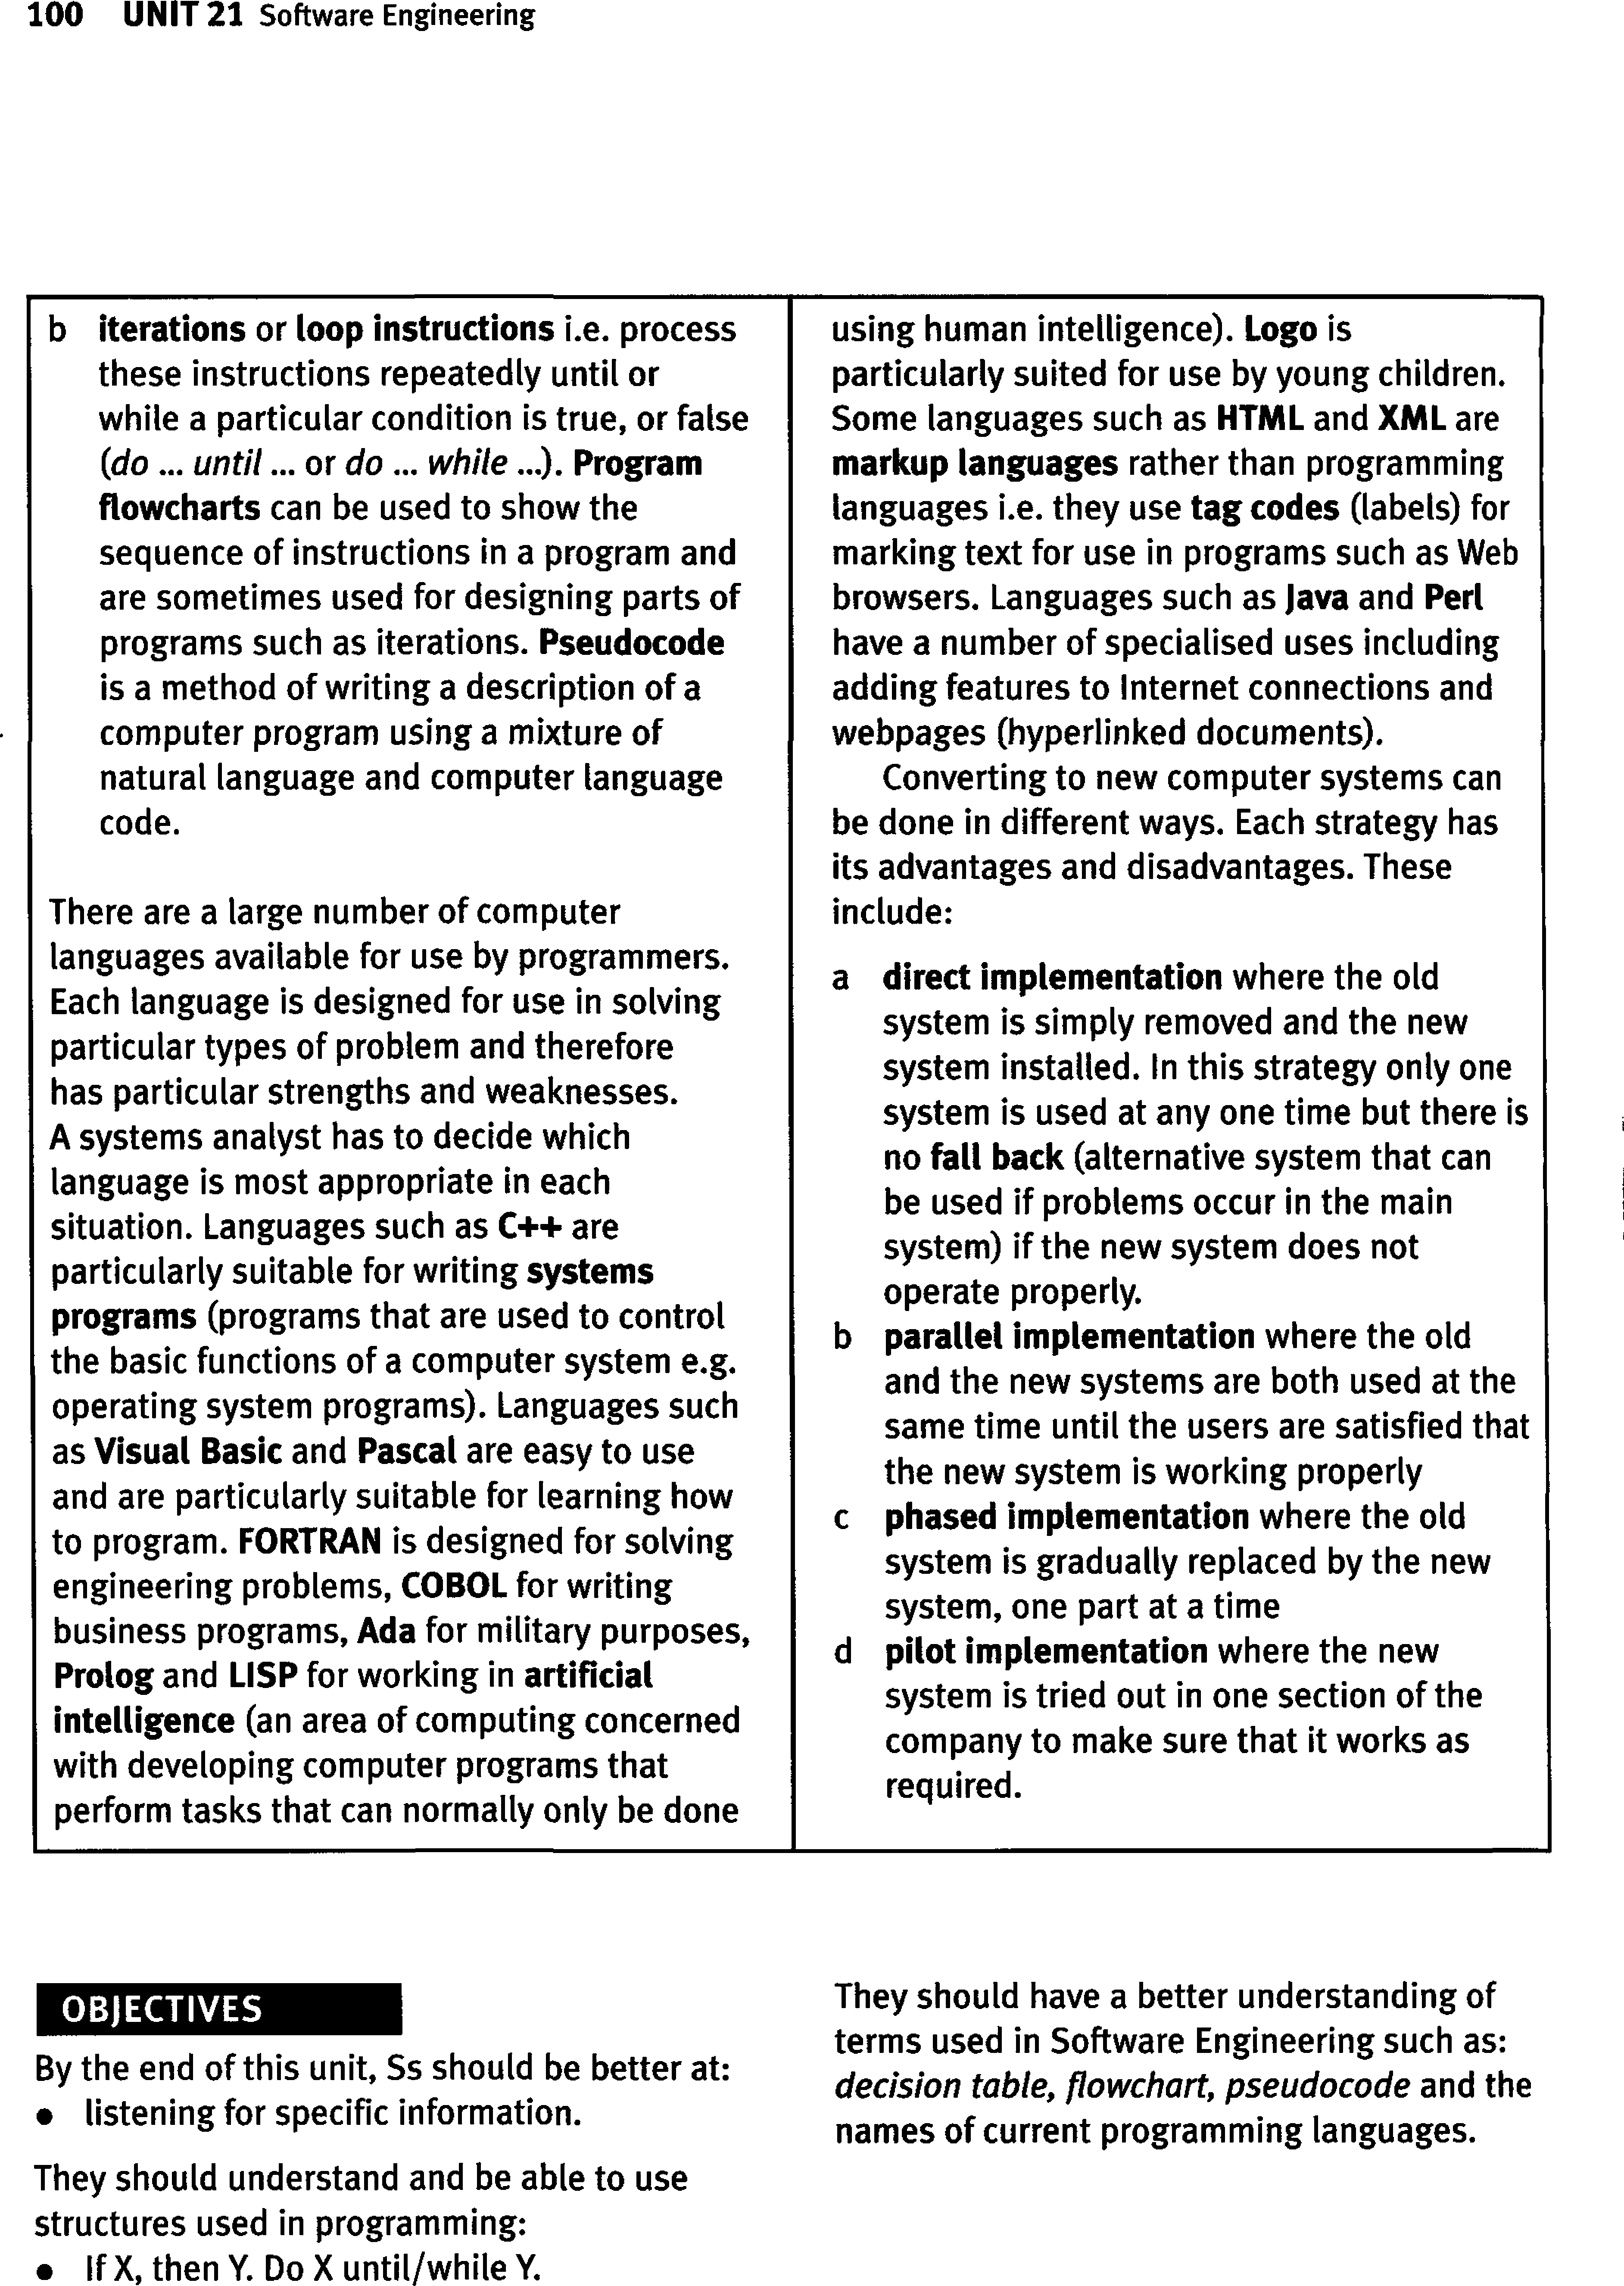 100 UNIT 21 Software Engineering
b iterations or loop instructions i.e. process
these instructions repeatedly until or
while a particular condition is true, or false
(do ... until ... or do ... while ...). Program
flowcharts can be used to show the
sequence of instructions in a program and
are sometimes used for designing parts of
programs such as iterations. Pseudocode
is a method of writing a description of a
computer program using a mixture of
natural language and computer language
code.
There are a large number of computer
languages available for use by programmers.
Each language is designed for use in solving
particular types of problem and therefore
has particular strengths and weaknesses.
A systems analyst has to decide which
language is most appropriate in each
situation. Languages such as C++ are
particularly suitable for writing systems
programs (programs that are used to control
the basic functions of a computer system e.g.
operating system programs). Languages such
as Visual Basic and Pascal are easy to use
and are particularly suitable for learning how
to program. FORTRAN is designed for solving
engineering problems, COBOL for writing
business programs, Ada for military purposes,
Prolog and LISP for working in artificial
intelligence (an area of computing concerned
with developing computer programs that
perform tasks that can normally only be done
using human intelligence). Logo is
particularly suited for use by young children.
Some languages such as HTML and XML are
markup languages rather than programming
languages i.e. they use tag codes (labels) for
marking text for use in programs such as Web
browsers. Languages such as Java and Perl
have a number of specialised uses including
adding features to Internet connections and
webpages (hyperlinked documents).
Converting to new computer systems can
be done in different ways. Each strategy has
its advantages and disadvantages. These
include:
a direct implementation where the old
system is simply removed and the new
system installed. In this strategy only one
system is used at any one time but there is
no fall back (alternative system that can
be used if problems occur in the main
system) if the new system does not
operate properly.
b parallel implementation where the old
and the new systems are both used at the
same time until the users are satisfied that
the new system is working properly
c phased implementation where the old
system is gradually replaced by the new
system, one part at a time
d pilot implementation where the new
system is tried out in one section of the
company to make sure that it works as
required.
OBJECTIVES
By the end of this unit, Ss should be better at:
• listening for specific information.
They should understand and be able to use
structures used in programming:
• If X, then Y. Do X until/while Y.
They should have a better understanding of
terms used in Software Engineering such as:
decision table, flowchart, pseudocode and the
names of current programming languages.